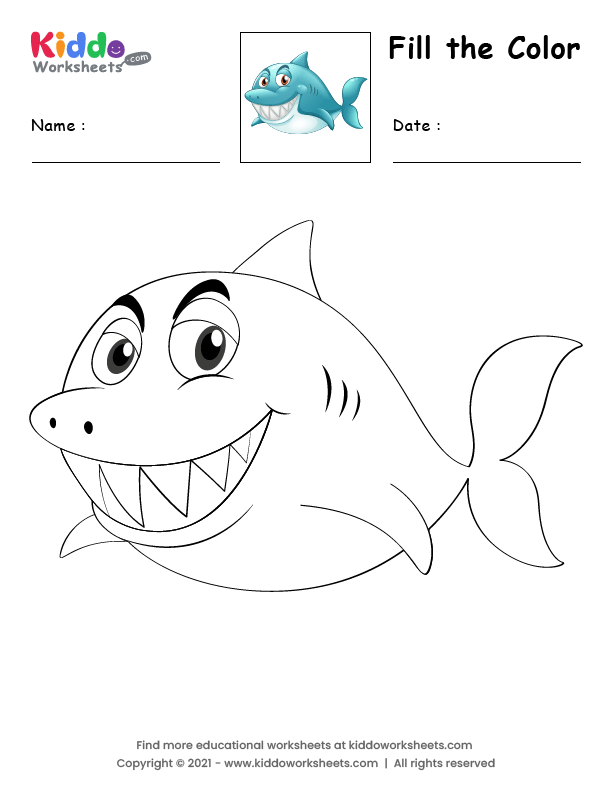 Kiddo
Worksheets .com
Fill the Color
Name :
Date :
Find more educational worksheets at kiddoworksheets.com
Copyright © 2021 - www.kiddoworksheets.com | All rights reserved